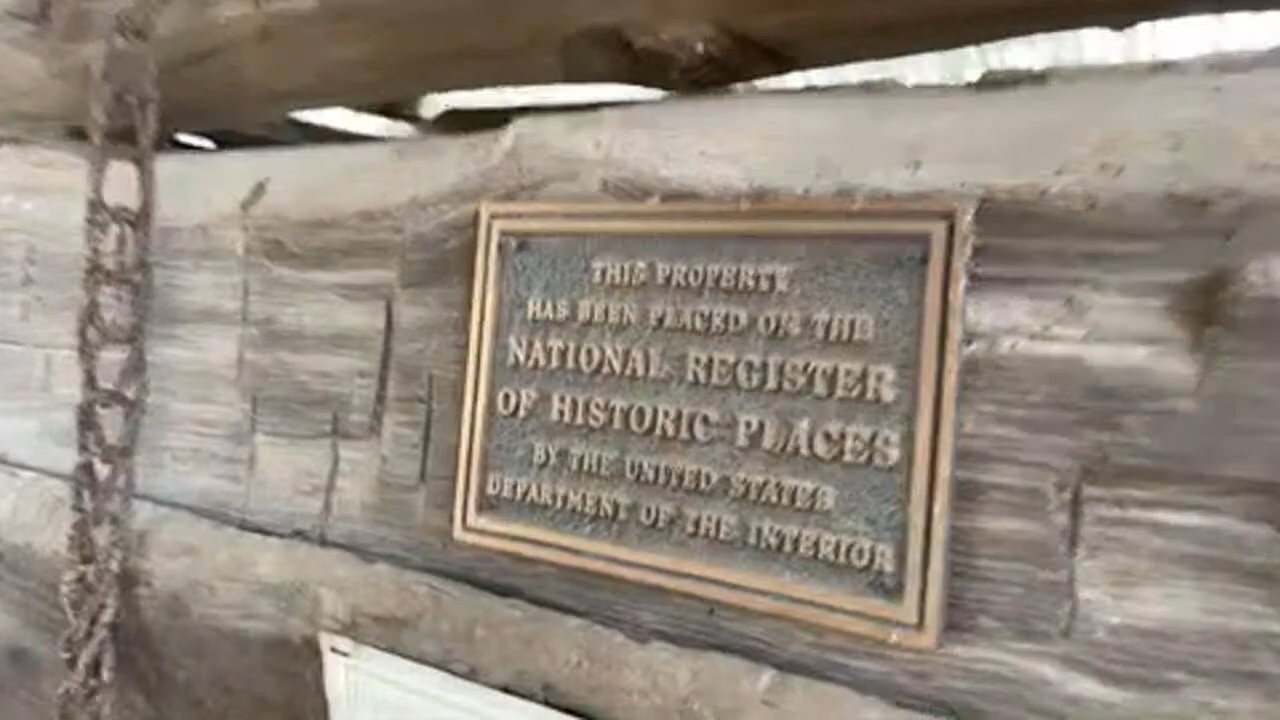 THIS PROPERTY
HAS BEEN PLACED ON THE
NATIONAL REGISTER
OF HISTORIC PLACES
BY THE UNITED STATES
DEPARTMENT OF THE INTERIOR